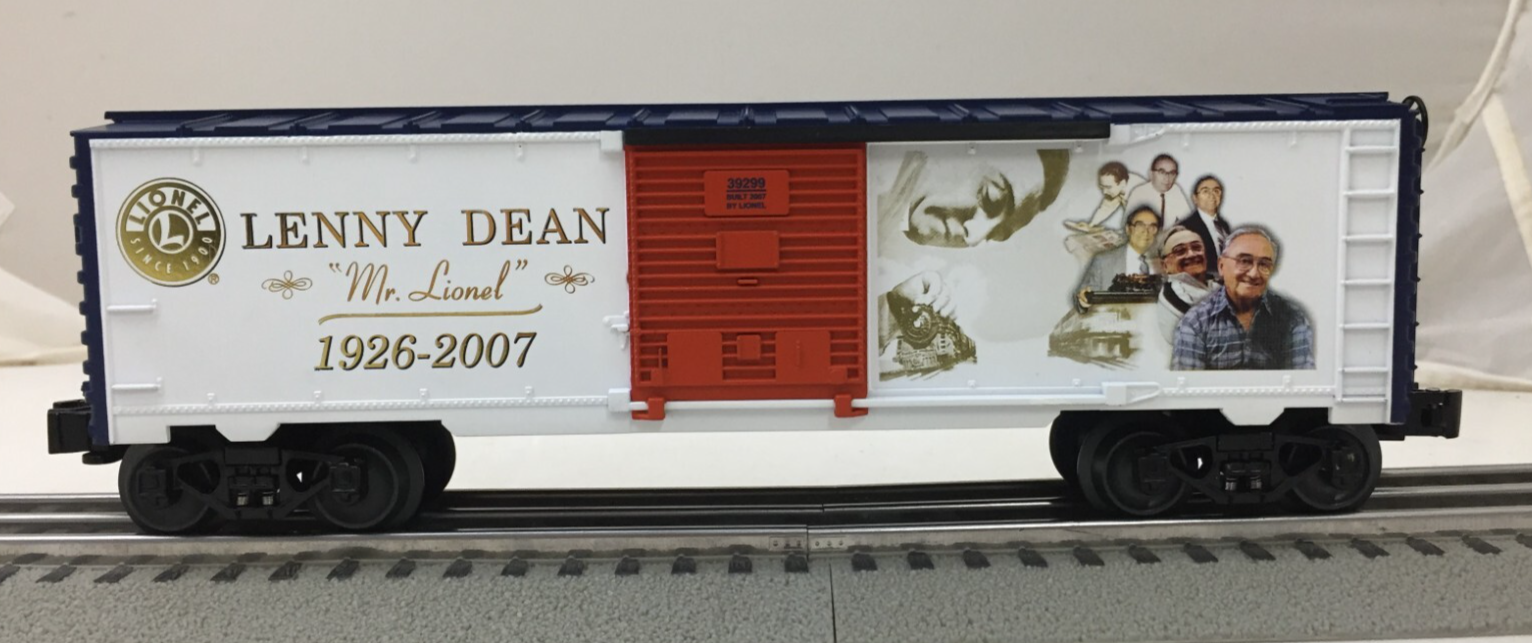 LIONEL
L
SINCE 1900
®
LENNY DEAN
"Mr. Lionel"
1926-2007
39299
BUILT 2007
BY LIONEL